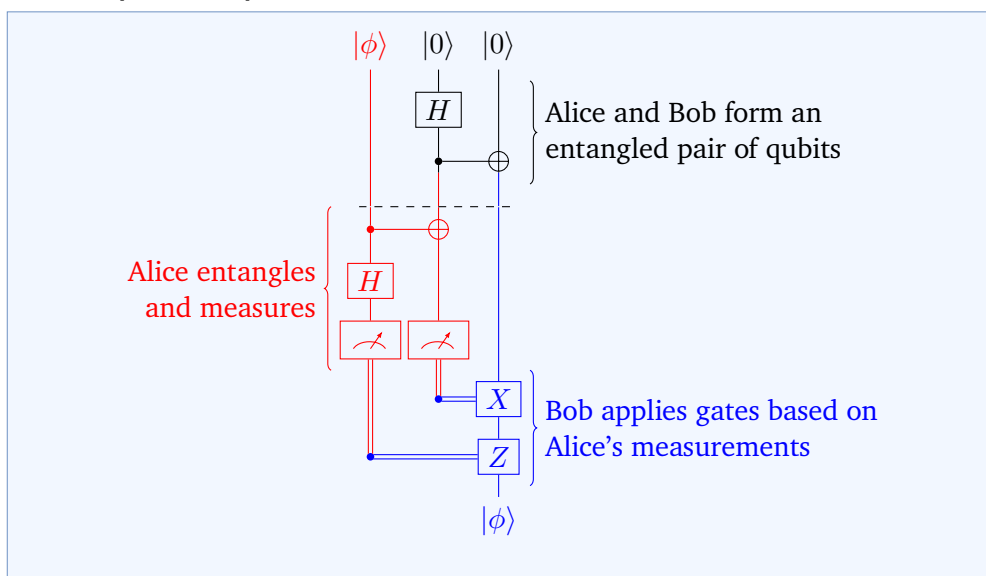 |ϕ⟩ |0⟩ |0⟩
H
Alice and Bob form an
entangled pair of qubits
Alice entangles
and measures
H
X
Bob applies gates based on
Alice’s measurements
Z
|ϕ⟩